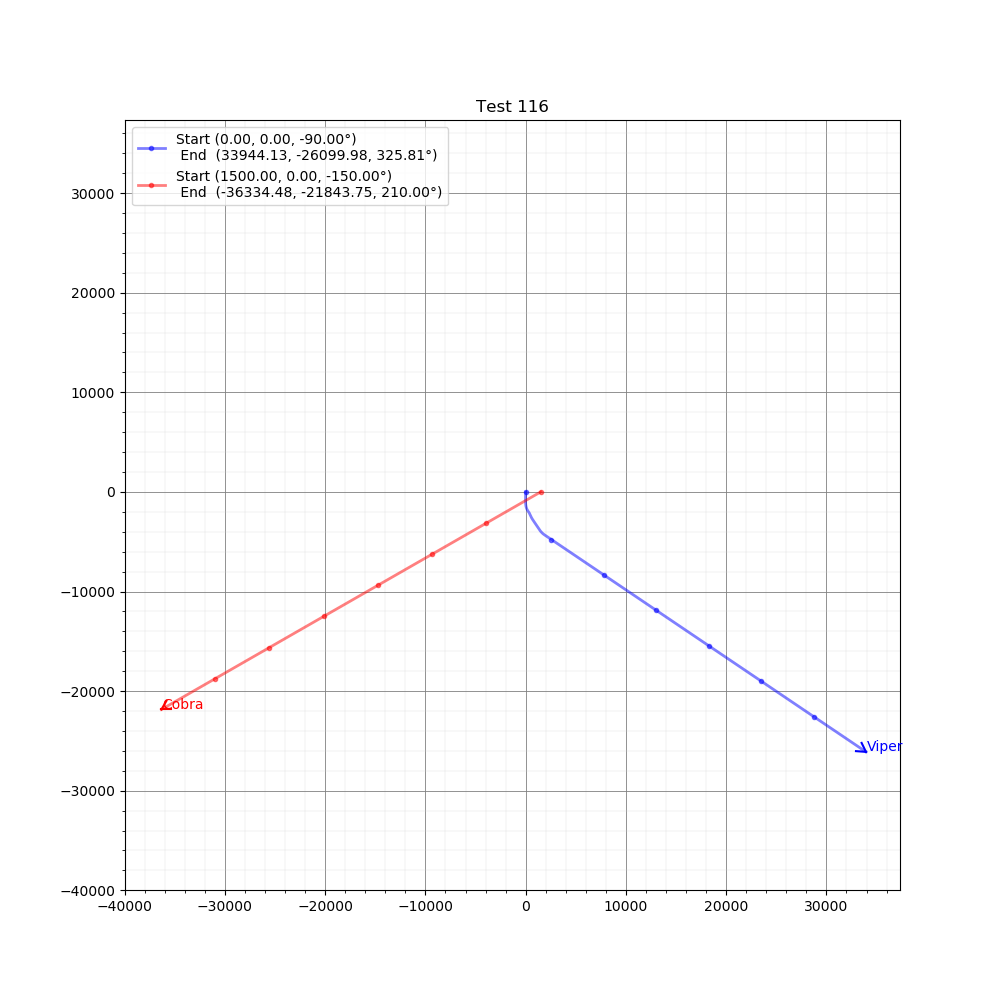 Test 116
Start (0.00, 0.00, -90.00°)
End  (33944.13, -26099.98, 325.81°)
Start (1500.00, 0.00, -150.00°)
End  (-36334.48, -21843.75, 210.00°)
30000
20000
10000
0
−10000
−20000
−30000
−40000
Cobra
Viper
−40000 −30000 −20000 −10000 0 10000 20000 30000